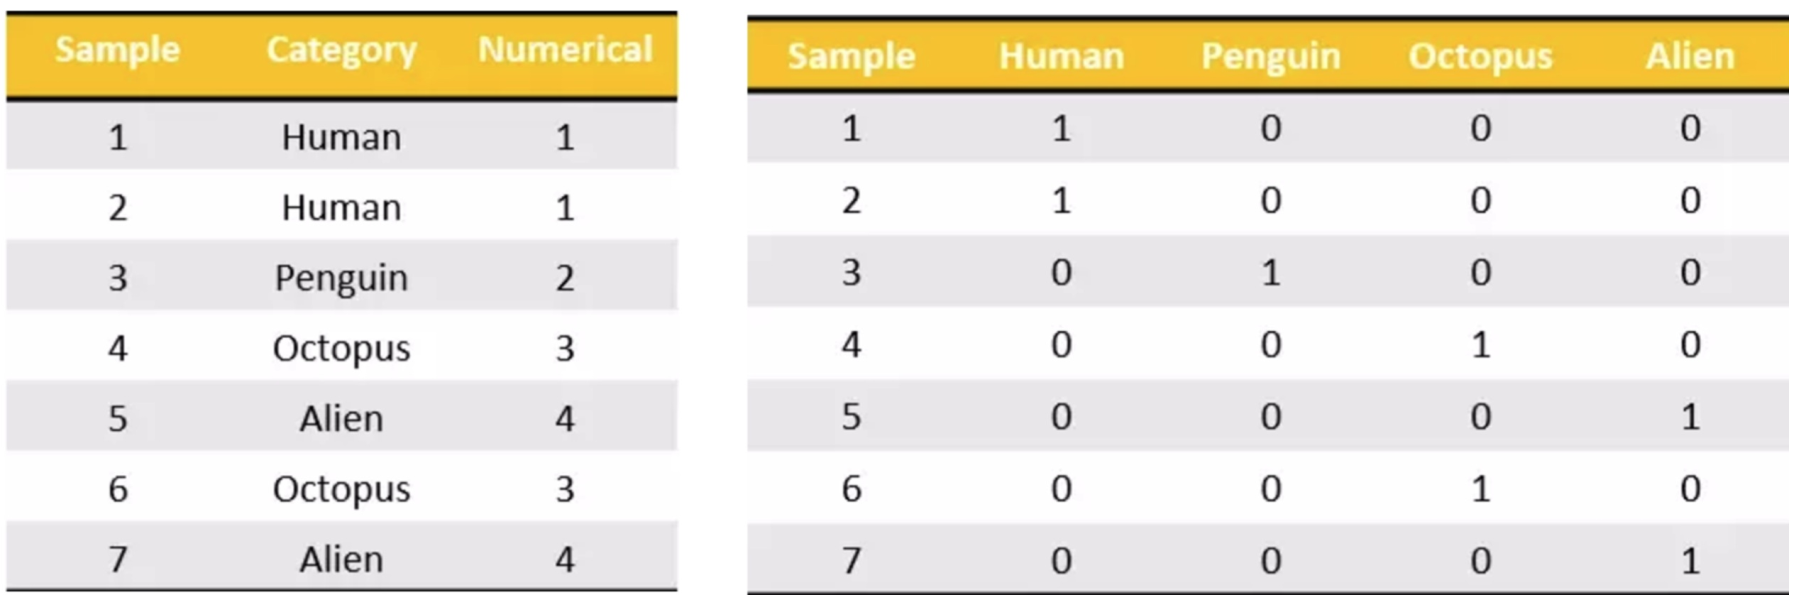 Sample Category Numerical
1 Human 1
2 Human 1
3 Penguin 2
4 Octopus 3
5 Alien 4
6 Octopus 3
7 Alien 4
Sample Human Penguin Octopus Alien
1 1 0 0 0
2 1 0 0 0
3 0 1 0 0
4 0 0 1 0
5 0 0 0 1
6 0 0 1 0
7 0 0 0 1